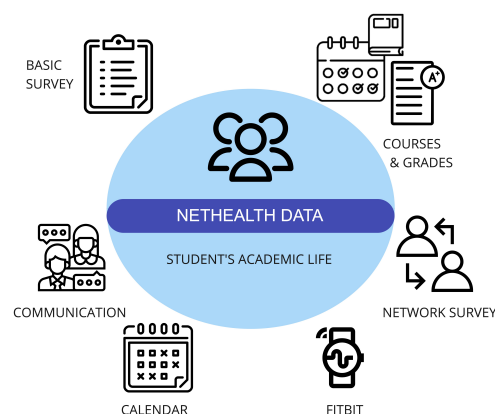 BASIC
SURVEY
A+
COURSES
& GRADES
NETHEALTH DATA
STUDENT'S ACADEMIC LIFE
COMMUNICATION
NETWORK SURVEY
CALENDAR
FITBIT